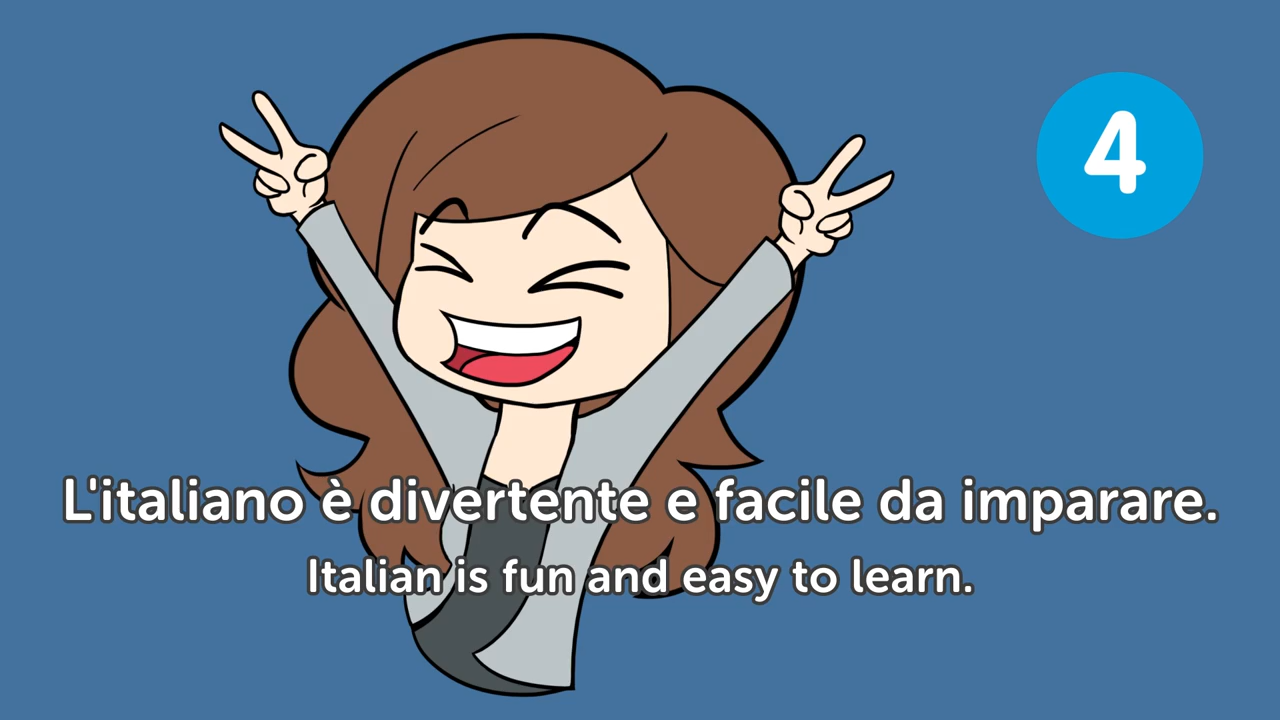 4
L'italiano è divertente e facile da imparare.
Italian is fun and easy to learn.